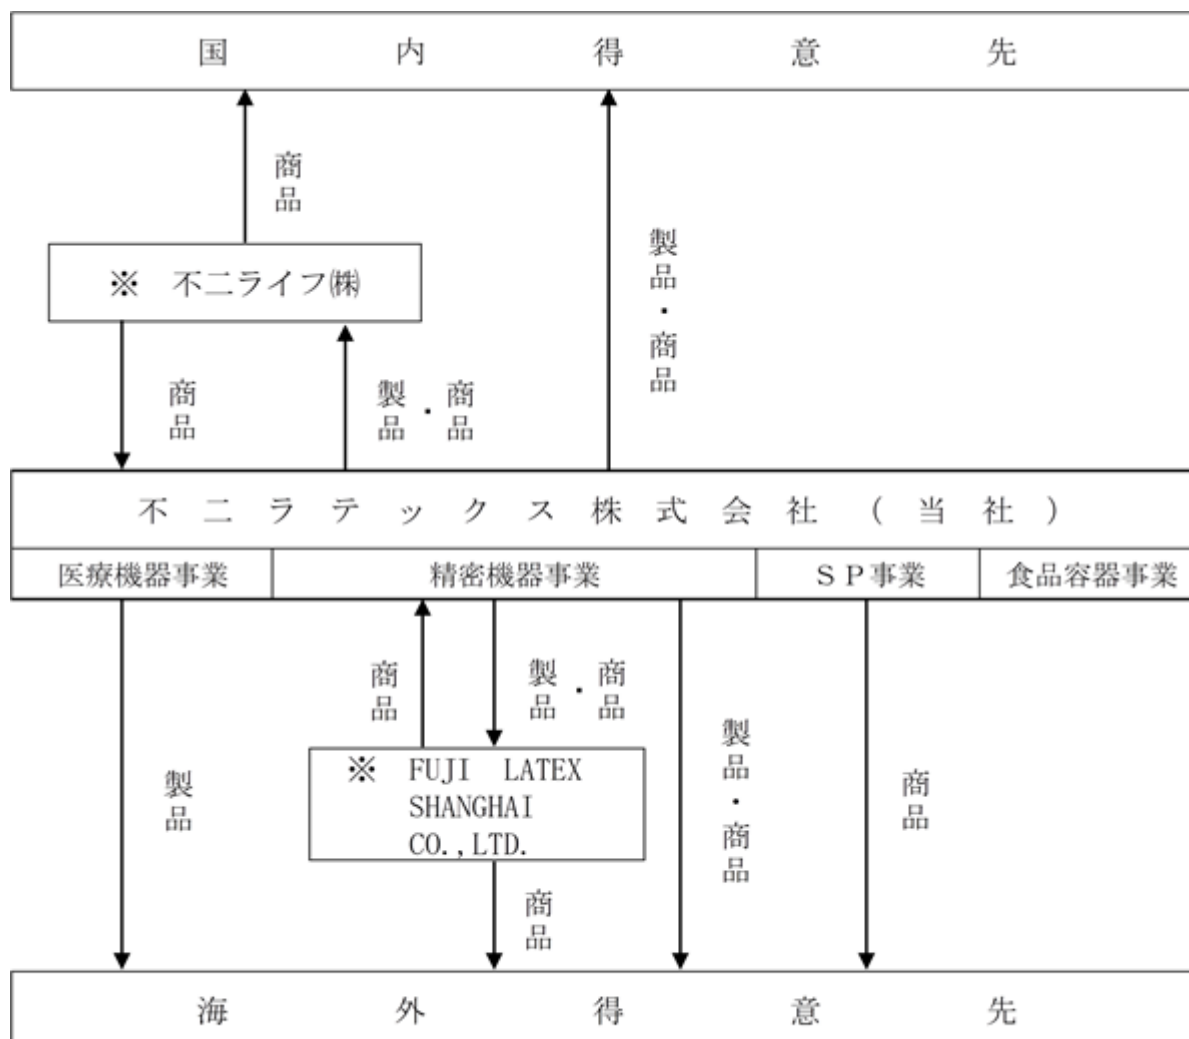 国内得意先
商品
製品・商品
※ 不二ライフ㈱
商品
製品・商品
不二ラテックス株式会社(当社)
医療機器事業
精密機器事業
ＳＰ事業
食品容器事業
商品
製品・商品
製品
製品・商品
商品
※ FUJI LATEX
SHANGHAI
CO.,LTD.
商品
海外得意先